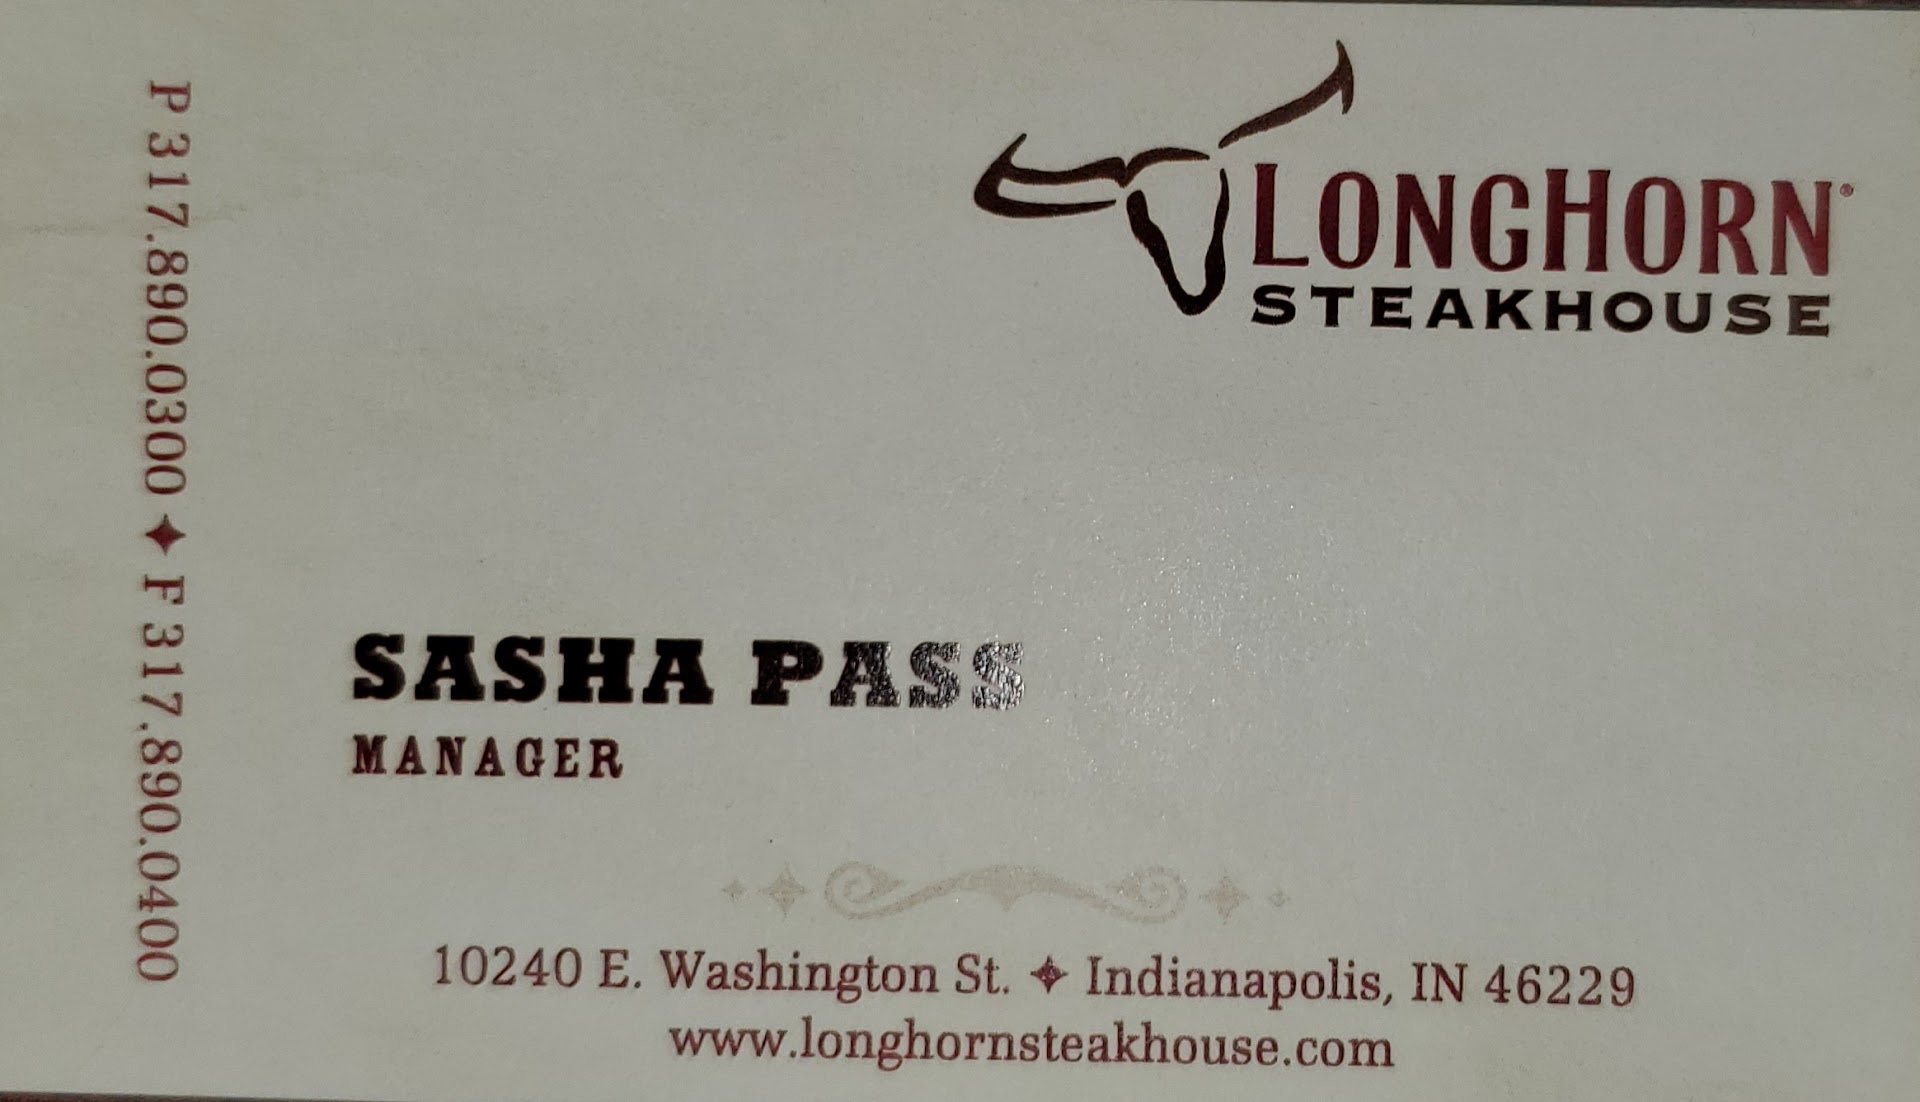 LONGHORN®
STEAKHOUSE
P 317.890.0300 ✦ F 317.890.0400
SASHA PASS
MANAGER
10240 E. Washington St. ✦ Indianapolis, IN 46229
www.longhornsteakhouse.com